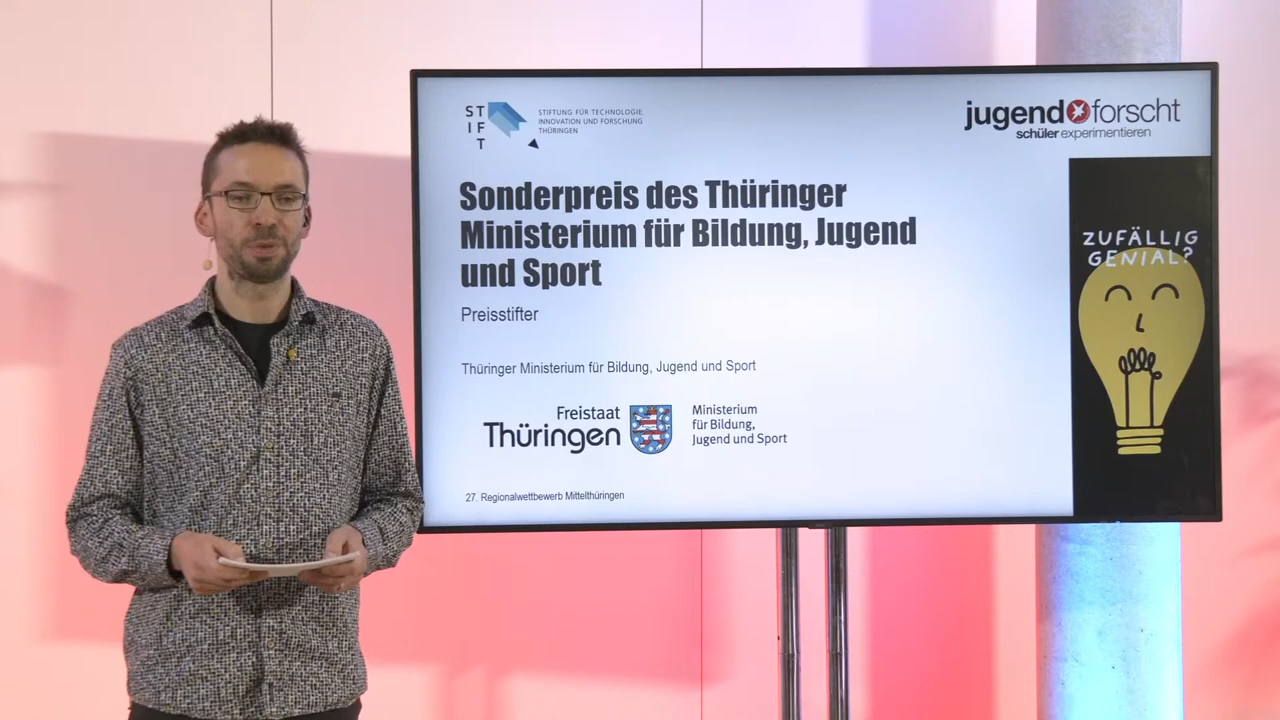 ST
IF
T
STIFTUNG FÜR TECHNOLOGIE,
INNOVATION UND FORSCHUNG
THÜRINGEN
jugend forscht
schüler experimentieren
Sonderpreis des Thüringer
Ministerium für Bildung, Jugend
und Sport
Preisstifter
Thüringer Ministerium für Bildung, Jugend und Sport
Freistaat
Thüringen
Ministerium
für Bildung,
Jugend und Sport
27. Regionalwettbewerb Mittelthüringen
ZUFÄLLIG
GENIAL?